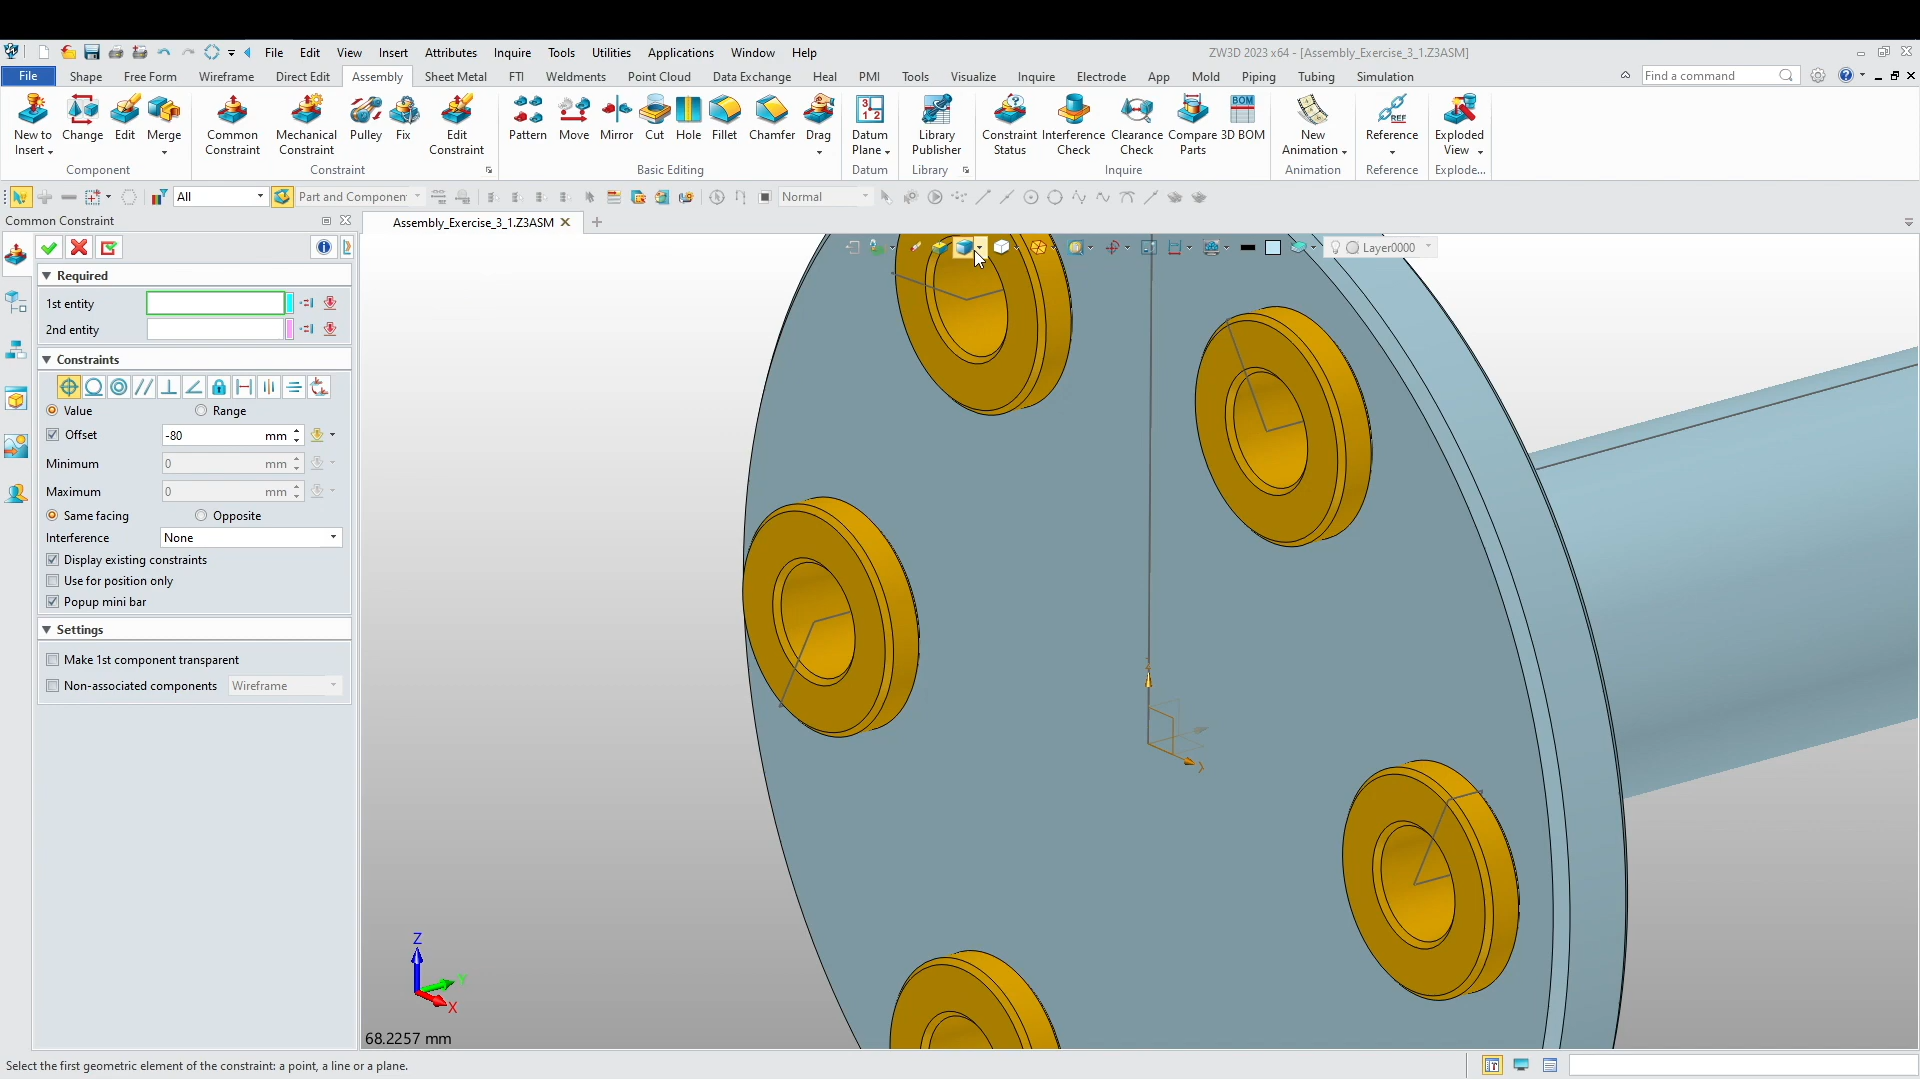 File Edit View Insert Attributes Inquire Tools Utilities Applications Window Help
ZW3D 2023 x64 - [Assembly_Exercise_3_1.Z3ASM]
File Shape Free Form Wireframe Direct Edit Assembly Sheet Metal FTI Weldments Point Cloud Data Exchange Heal PMI Tools Visualize Inquire Electrode App Mold Piping Tubing Simulation
Find a command
New to Insert Change Edit Merge
Component
Common Constraint Mechanical Constraint Pulley Fix Edit Constraint
Constraint
Pattern Move Mirror Cut Hole Fillet Chamfer Drag
Basic Editing
Datum Plane
Datum
Library Publisher
Library
Constraint Status Interference Check Clearance Check Compare Parts 3D BOM
Inquire
New Animation
Animation
Reference
Reference
Exploded View
Explode...
All
Part and Component
Normal
Common Constraint
Assembly_Exercise_3_1.Z3ASM
Layer0000
Required
1st entity
2nd entity
Constraints
Value Range
Offset -80 mm
Minimum 0 mm
Maximum 0 mm
Same facing Opposite
Interference None
Display existing constraints
Use for position only
Popup mini bar
Settings
Make 1st component transparent
Non-associated components Wireframe
Z
Y
X
68.2257 mm
Select the first geometric element of the constraint: a point, a line or a plane.